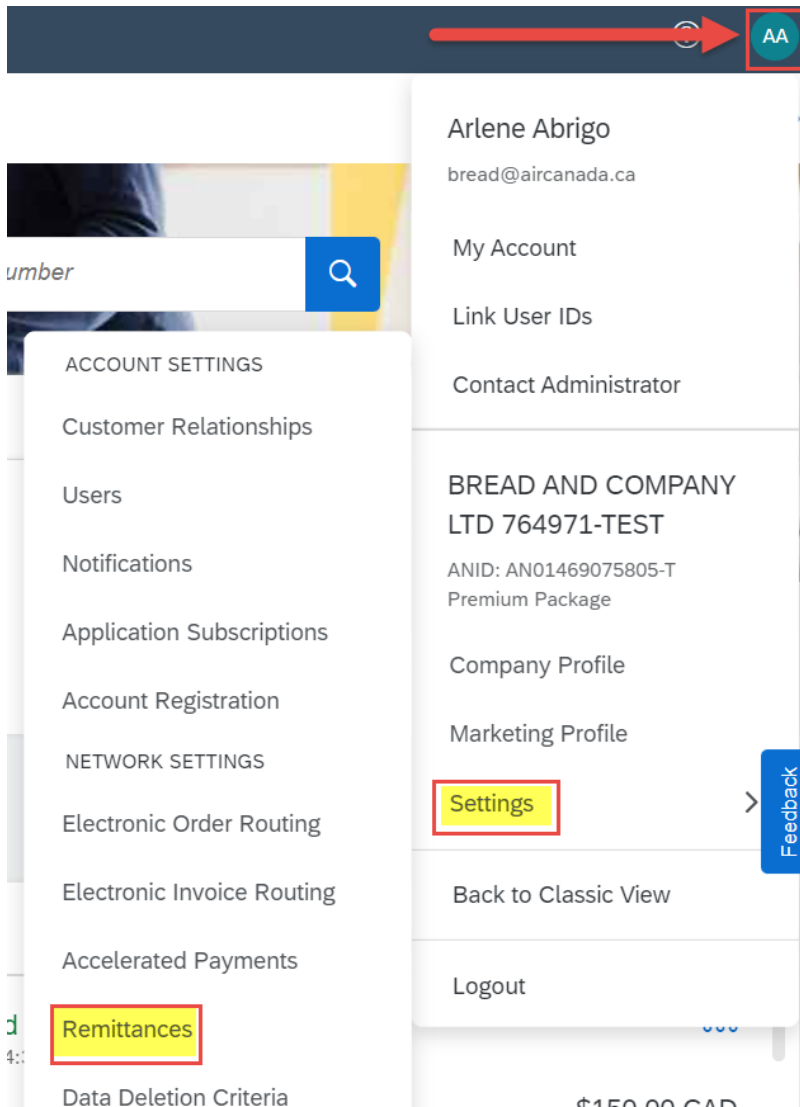 AA
Arlene Abrigo
bread@aircanada.ca
My Account
Link User IDs
Contact Administrator
BREAD AND COMPANY
LTD 764971-TEST
ANID: AN01469075805-T
Premium Package
Company Profile
Marketing Profile
Settings
Feedback
Back to Classic View
Logout
umber
ACCOUNT SETTINGS
Customer Relationships
Users
Notifications
Application Subscriptions
Account Registration
NETWORK SETTINGS
Electronic Order Routing
Electronic Invoice Routing
Accelerated Payments
Remittances
Data Deletion Criteria
d
$150.00 CAD